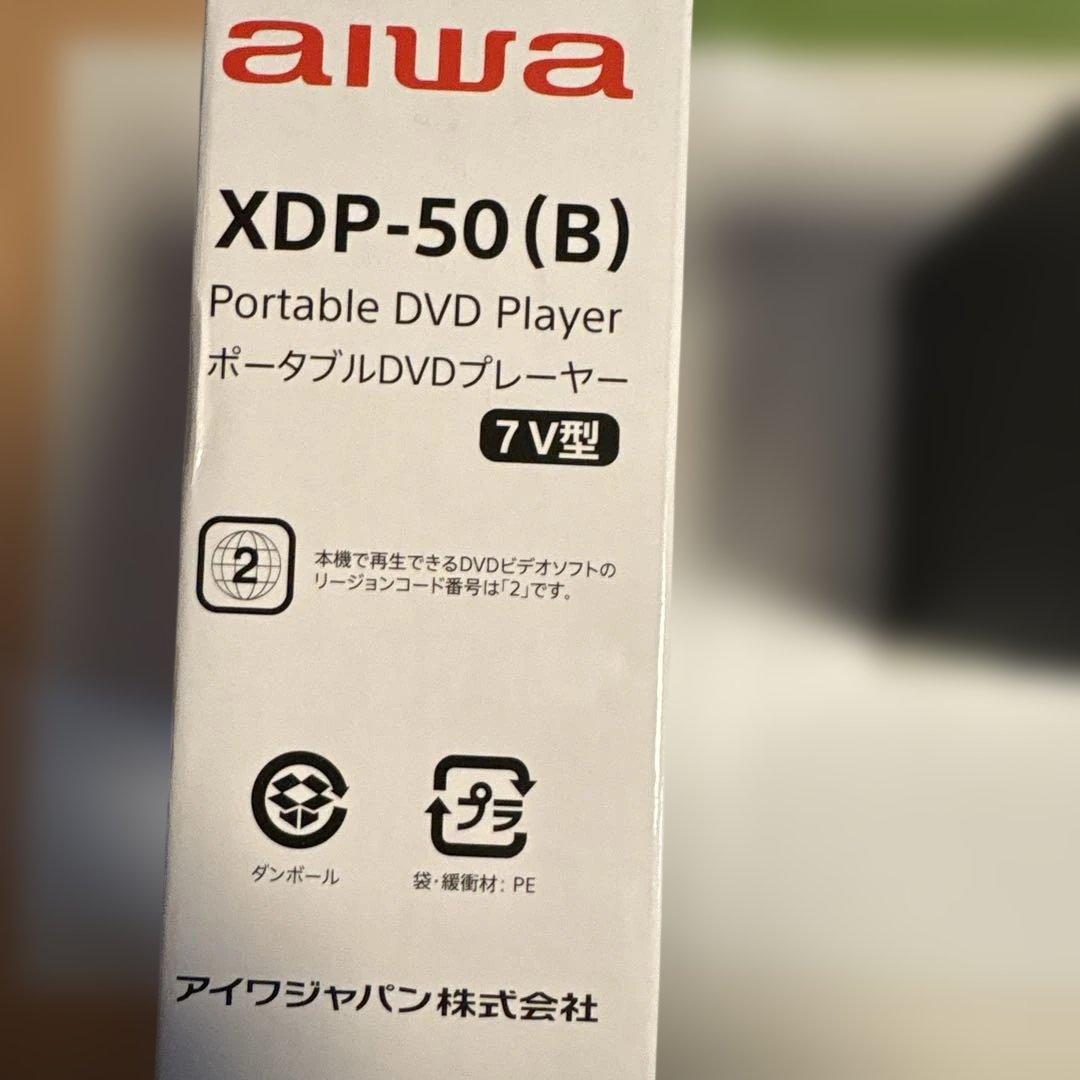 aiwa
XDP-50(B)
Portable DVD Player
ポータブルDVDプレーヤー
7V型
2
本機で再生できるDVDビデオソフトの
リージョンコード番号は「2」です。
プラ
ダンボール
袋・緩衝材: PE
アイワジャパン株式会社